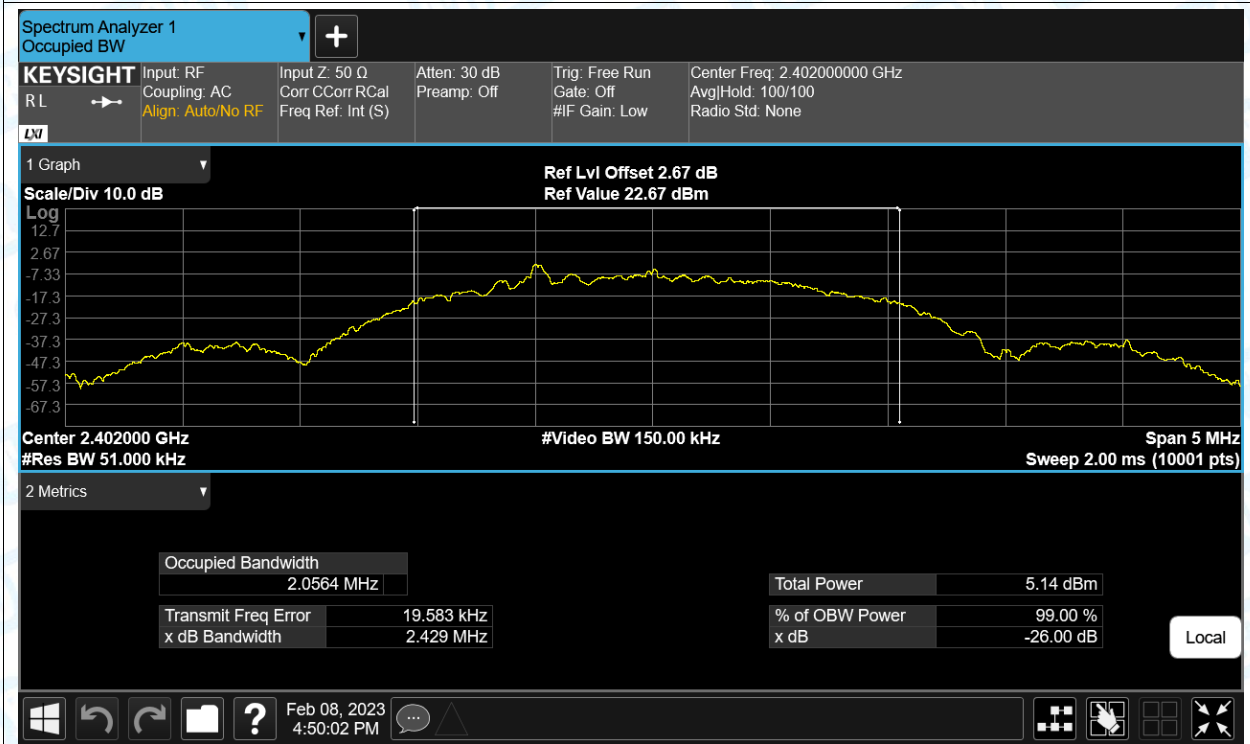 Spectrum Analyzer 1
Occupied BW
KEYSIGHT
R L
LXI
Input: RF
Coupling: AC
Align: Auto/No RF
Input Z: 50 Ω
Corr CCorr RCal
Freq Ref: Int (S)
Atten: 30 dB
Preamp: Off
Trig: Free Run
Gate: Off
#IF Gain: Low
Center Freq: 2.402000000 GHz
Avg|Hold: 100/100
Radio Std: None
1 Graph
Scale/Div 10.0 dB
Ref Lvl Offset 2.67 dB
Ref Value 22.67 dBm
Log
12.7
2.67
-7.33
-17.3
-27.3
-37.3
-47.3
-57.3
-67.3
Center 2.402000 GHz
#Video BW 150.00 kHz
Span 5 MHz
#Res BW 51.000 kHz
Sweep 2.00 ms (10001 pts)
2 Metrics
Occupied Bandwidth
2.0564 MHz
Total Power 5.14 dBm
Transmit Freq Error 19.583 kHz
% of OBW Power 99.00 %
x dB Bandwidth 2.429 MHz
x dB -26.00 dB
Local
?
Feb 08, 2023
4:50:02 PM